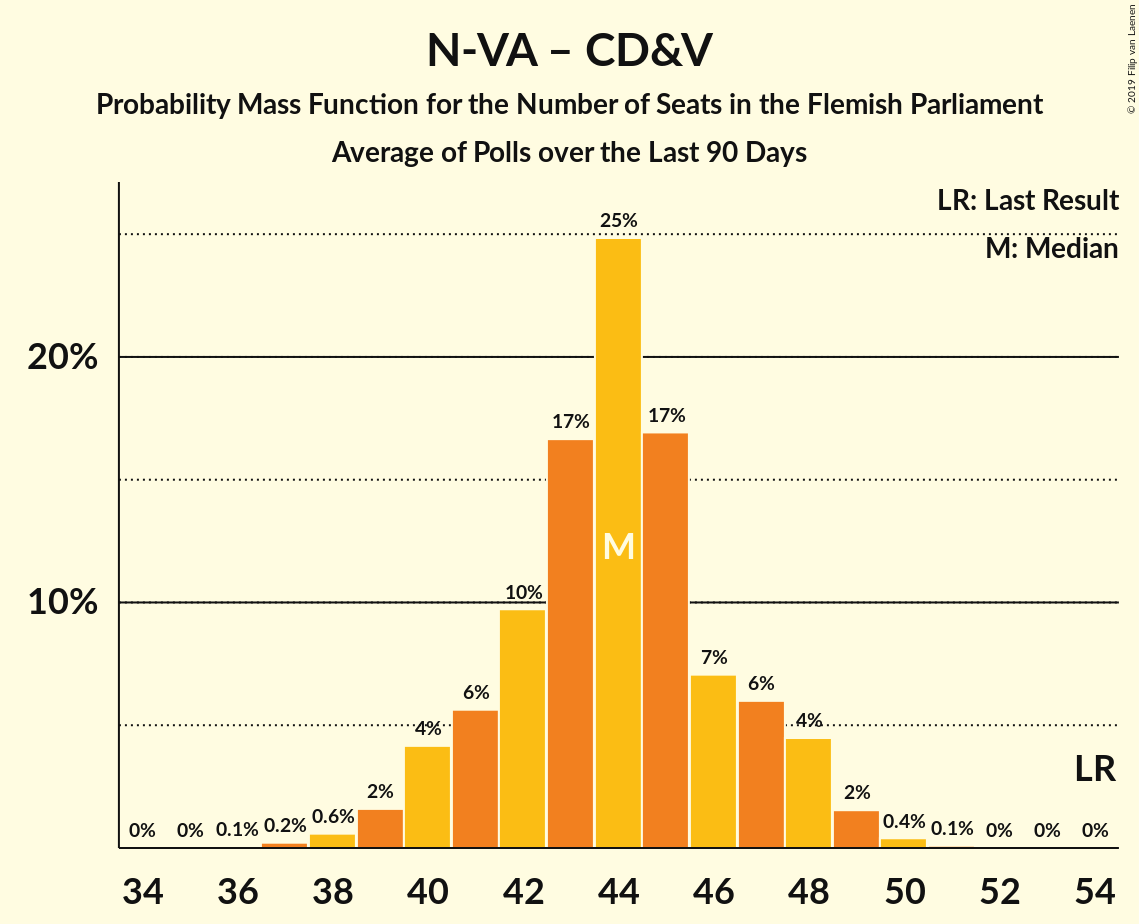 N-VA – CD&V
Probability Mass Function for the Number of Seats in the Flemish Parliament
Average of Polls over the Last 90 Days
© 2019 Filip van Laenen
LR: Last Result
M: Median
25%
20%
17%
17%
M
10%
10%
7%
6%
6%
4%
4%
LR
2%
2%
0%
0%
0.1%
0.2%
0.6%
0.4%
0.1%
0%
0%
0%
34 36 38 40 42 44 46 48 50 52 54